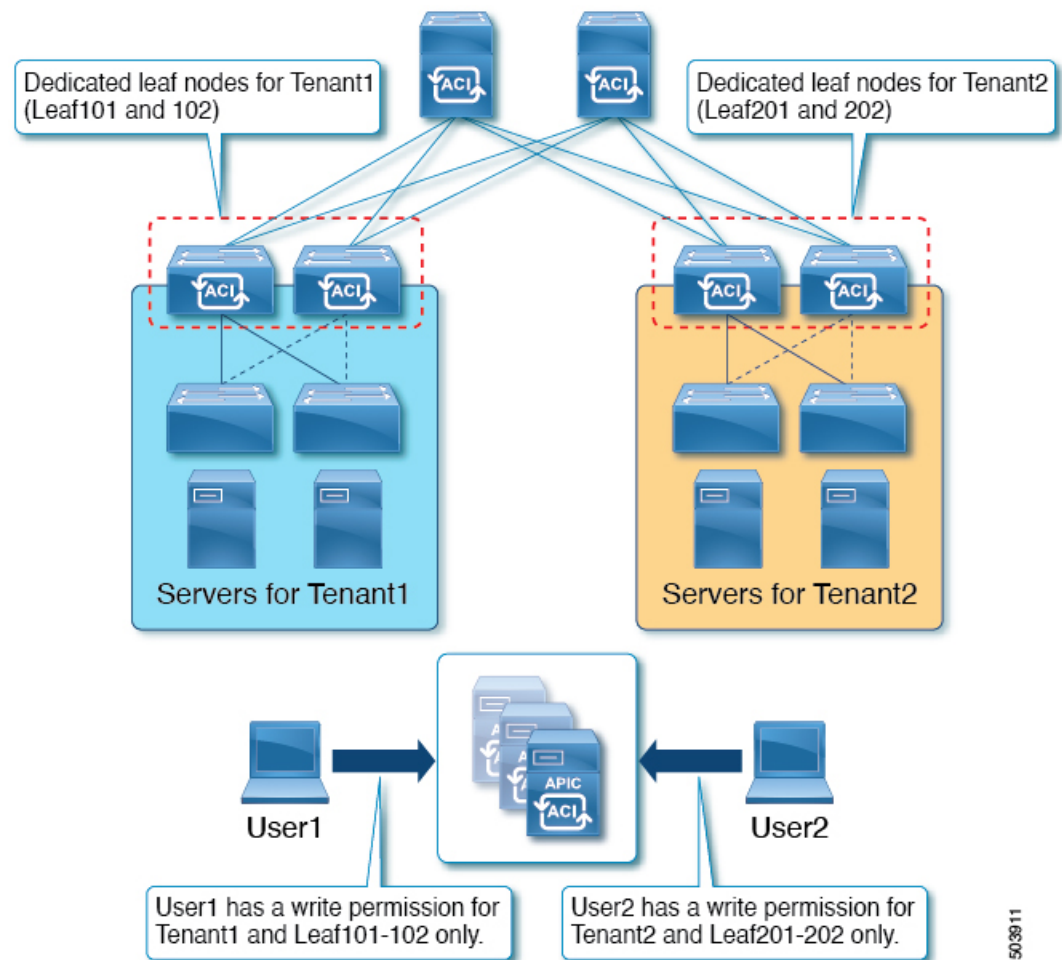 ACI
ACI
Dedicated leaf nodes for Tenant1
(Leaf101 and 102)
Dedicated leaf nodes for Tenant2
(Leaf201 and 202)
ACI
ACI
ACI
ACI
Servers for Tenant1
Servers for Tenant2
APIC
ACI
User1
User2
User1 has a write permission for
Tenant1 and Leaf101-102 only.
User2 has a write permission for
Tenant2 and Leaf201-202 only.
503911